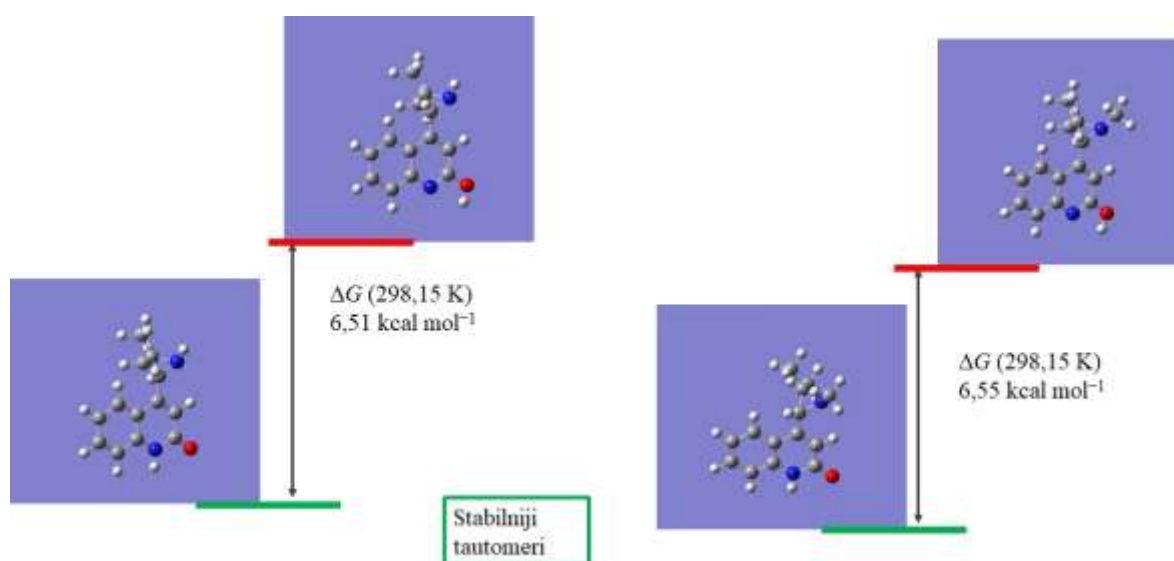 ΔG (298,15 K)
6,51 kcal mol⁻¹
ΔG (298,15 K)
6,55 kcal mol⁻¹
Stabilniji
tautomeri